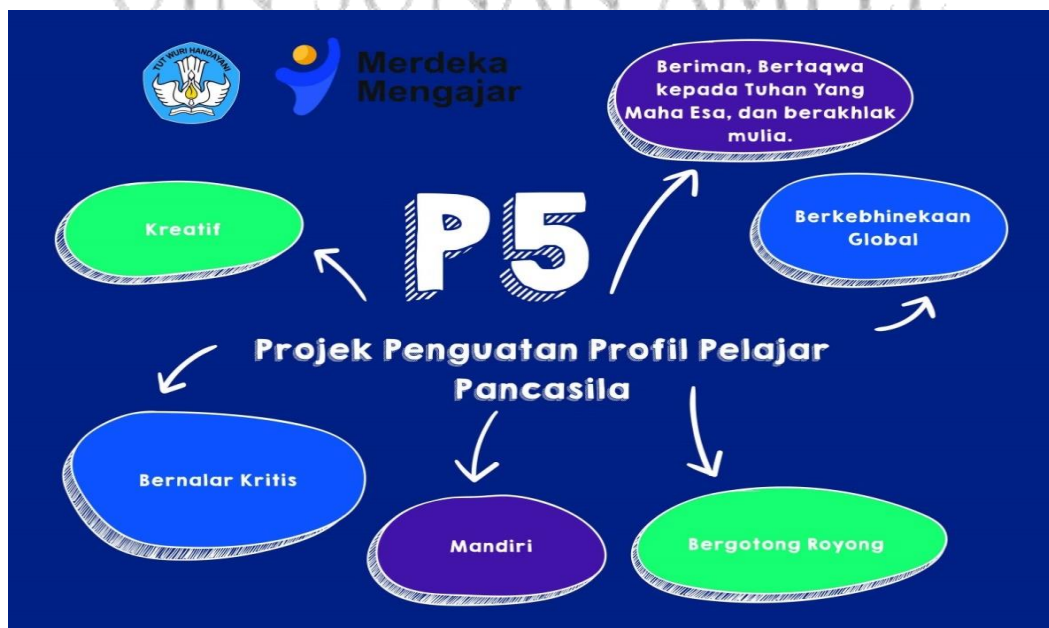 TUT WURI HANDAYANI
Merdeka
Mengajar
Beriman, Bertaqwa
kepada Tuhan Yang
Maha Esa, dan berakhlak
mulia.
Kreatif
P5
Berkebhinekaan
Global
Projek Penguatan Profil Pelajar
Pancasila
Bernalar Kritis
Mandiri
Bergotong Royong